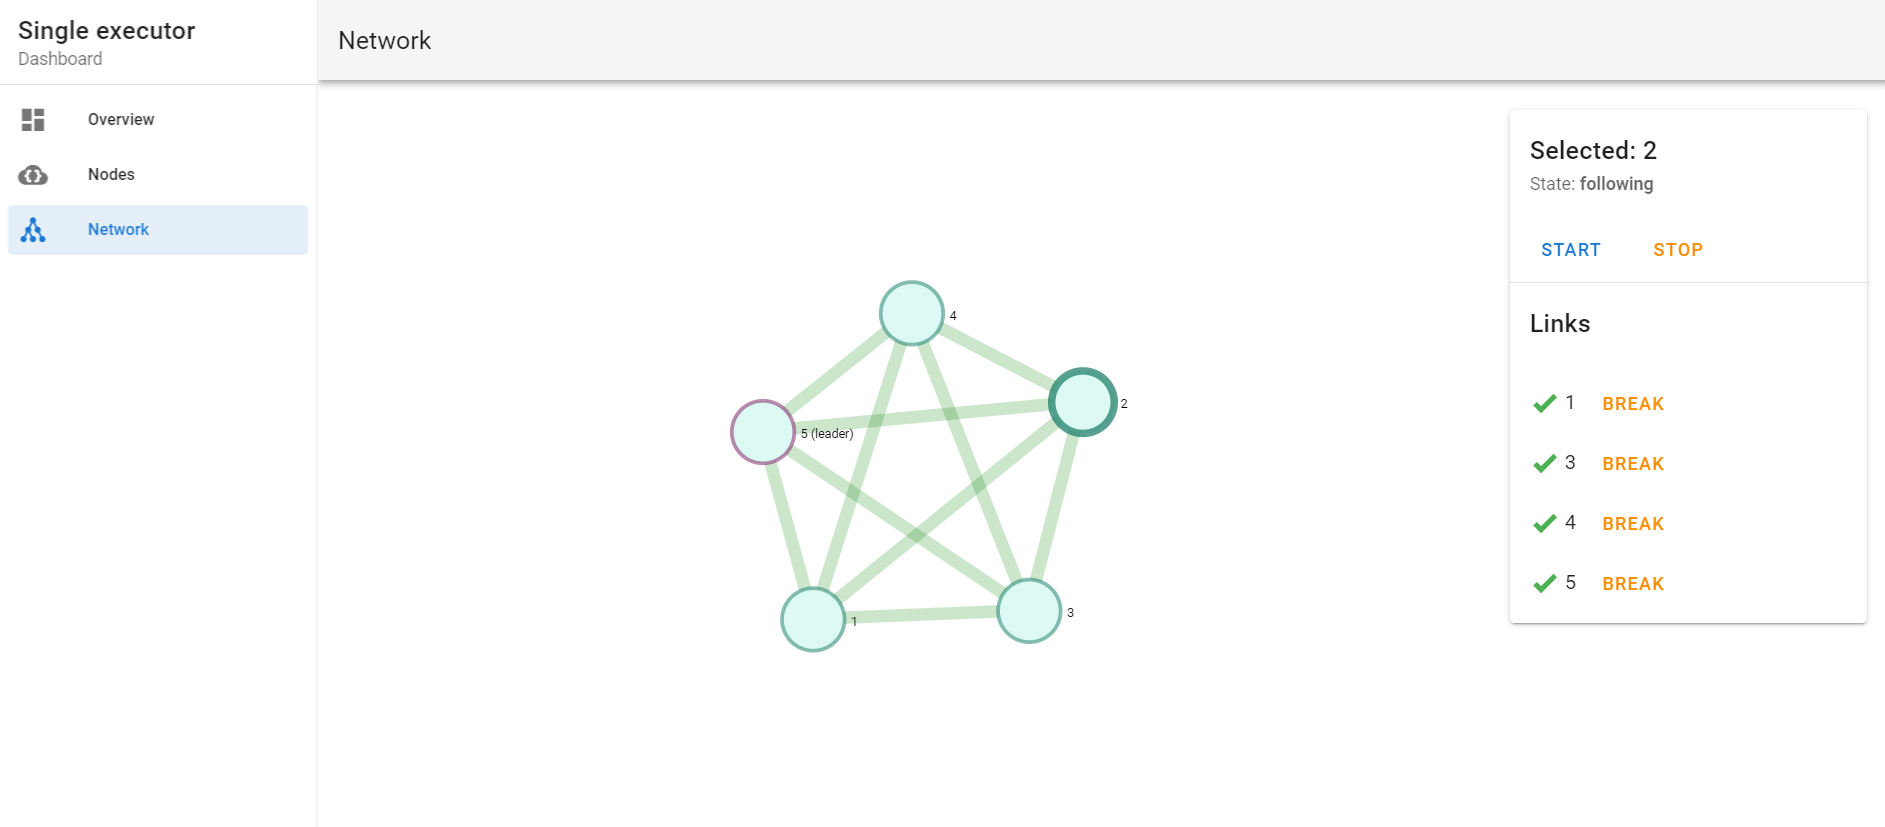 Single executor
Dashboard
Overview
Nodes
Network
Network
4
2
5 (leader)
1
3
Selected: 2
State: following
START STOP
Links
1 BREAK
3 BREAK
4 BREAK
5 BREAK